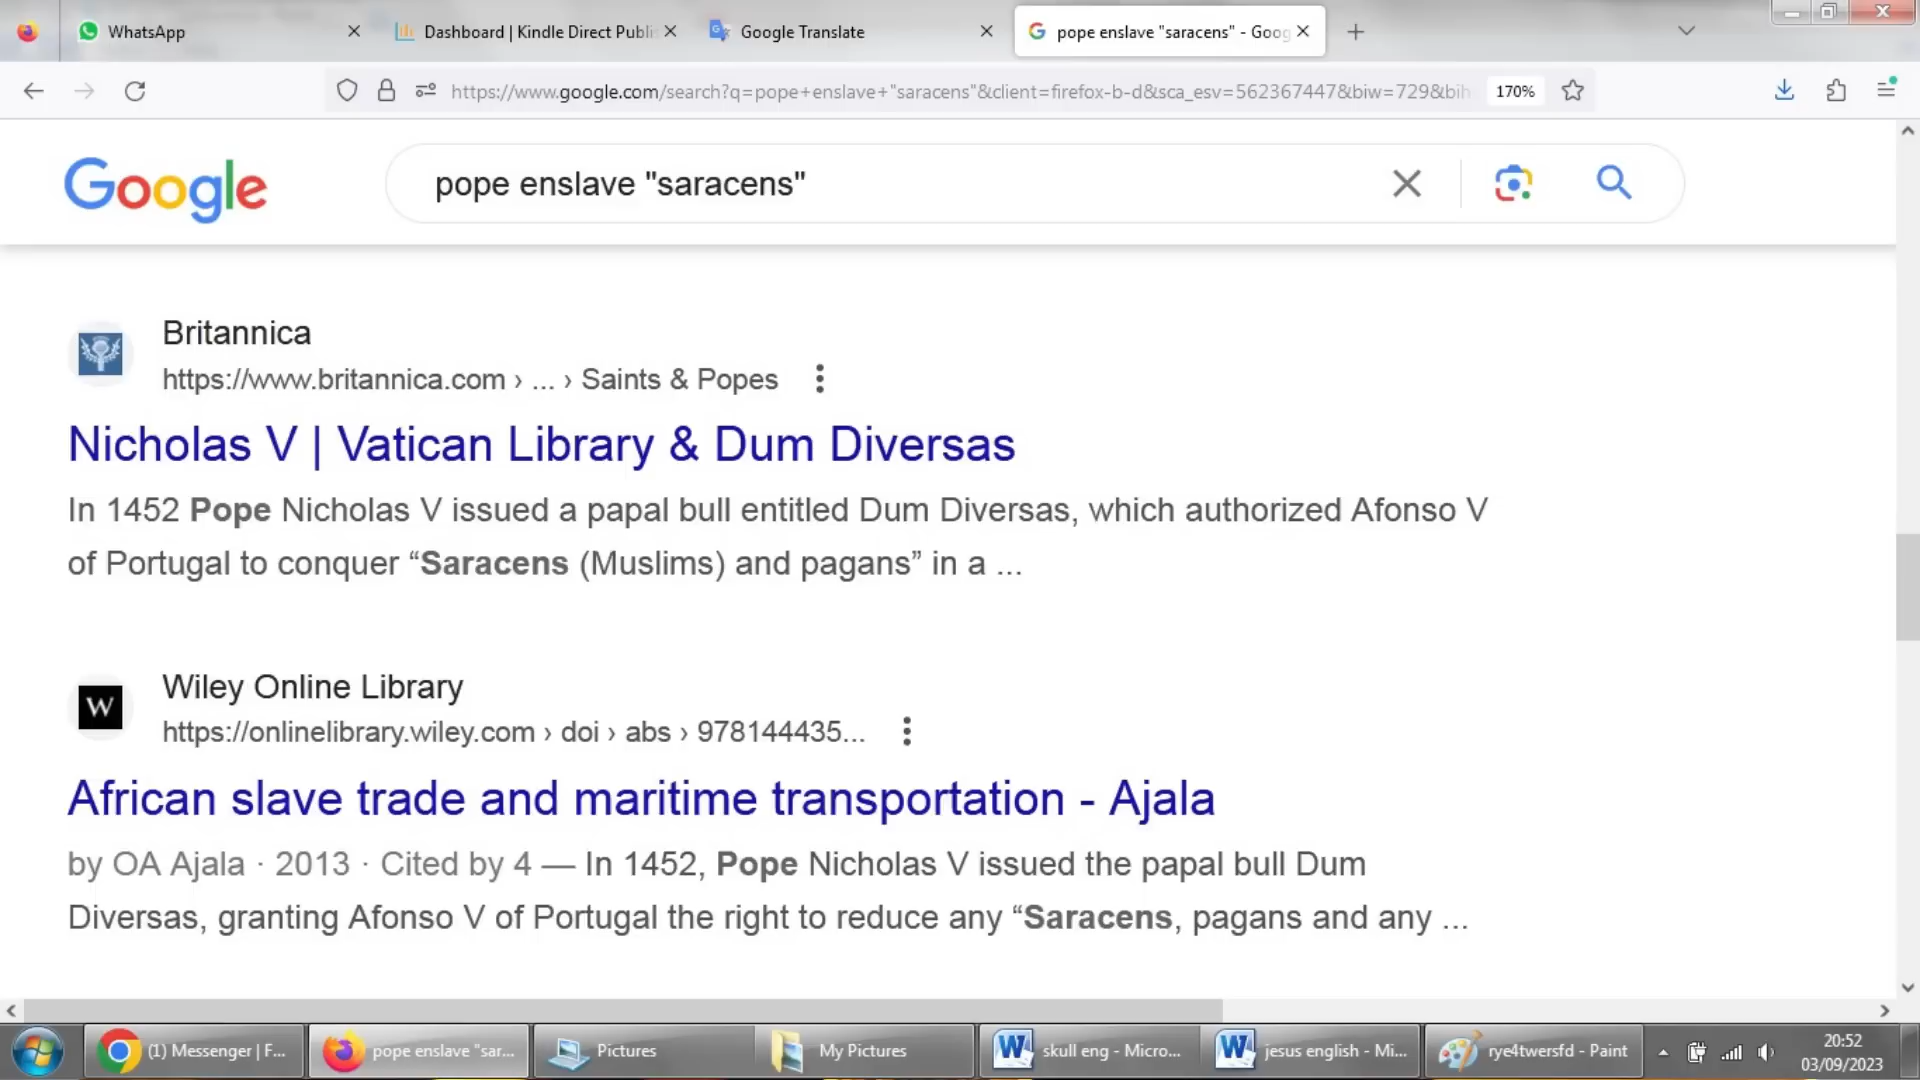 WhatsApp
Dashboard | Kindle Direct Publi
Google Translate
pope enslave "saracens" - Goog
https://www.google.com/search?q=pope+enslave+"saracens"&client=firefox-b-d&sca_esv=562367447&biw=729&bih
170%
Google
pope enslave "saracens"
Britannica
https://www.britannica.com › ... › Saints & Popes
Nicholas V | Vatican Library & Dum Diversas
In 1452 Pope Nicholas V issued a papal bull entitled Dum Diversas, which authorized Afonso V
of Portugal to conquer “Saracens (Muslims) and pagans” in a ...
W
Wiley Online Library
https://onlinelibrary.wiley.com › doi › abs › 978144435...
African slave trade and maritime transportation - Ajala
by OA Ajala · 2013 · Cited by 4 — In 1452, Pope Nicholas V issued the papal bull Dum
Diversas, granting Afonso V of Portugal the right to reduce any “Saracens, pagans and any ...
(1) Messenger | F...
pope enslave "sar...
Pictures
My Pictures
skull eng - Micro...
jesus english - Mi...
rye4twersfd - Paint
20:52
03/09/2023